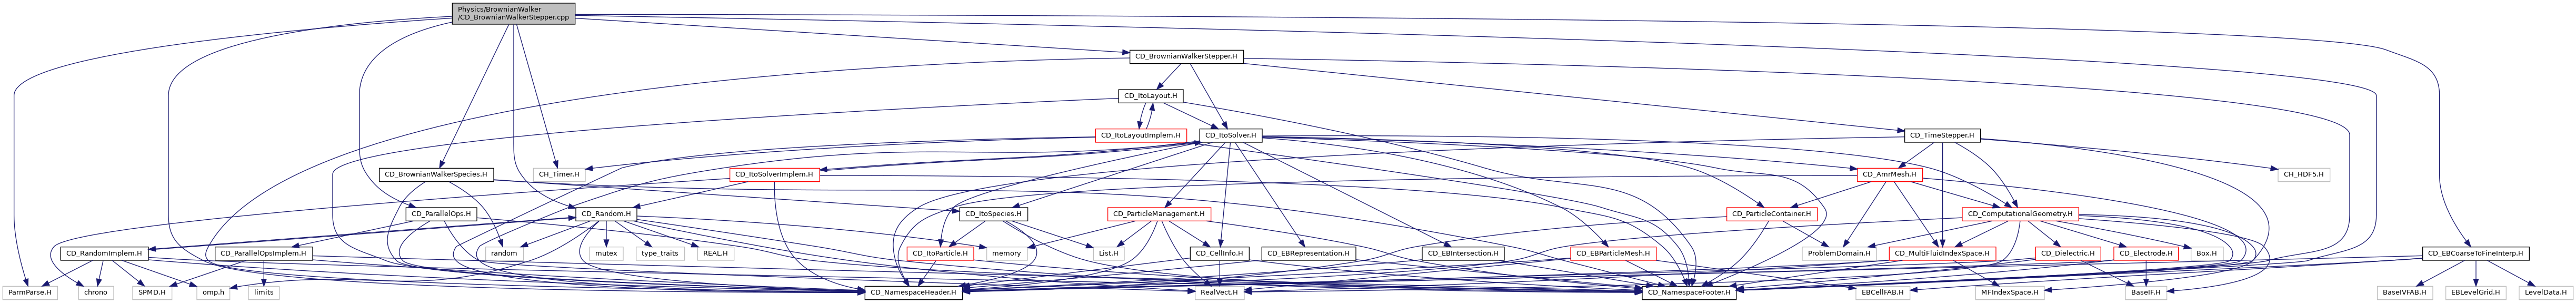 Physics/BrownianWalker
/CD_BrownianWalkerStepper.cpp
CD_BrownianWalkerStepper.H
CD_ItoLayout.H
CD_ItoLayoutImplem.H
CD_ItoSolver.H
CD_TimeStepper.H
CH_Timer.H
CD_BrownianWalkerSpecies.H
CD_ItoSolverImplem.H
CD_AmrMesh.H
CH_HDF5.H
CD_ParallelOps.H
CD_Random.H
CD_ItoSpecies.H
CD_ParticleManagement.H
CD_ParticleContainer.H
CD_ComputationalGeometry.H
CD_RandomImplem.H
CD_ParallelOpsImplem.H
random
mutex
type_traits
REAL.H
CD_ItoParticle.H
memory
List.H
CD_CellInfo.H
CD_EBRepresentation.H
CD_EBIntersection.H
CD_EBParticleMesh.H
ProblemDomain.H
CD_MultiFluidIndexSpace.H
CD_Dielectric.H
CD_Electrode.H
Box.H
CD_EBCoarseToFineInterp.H
ParmParse.H
chrono
SPMD.H
omp.h
limits
CD_NamespaceHeader.H
RealVect.H
CD_NamespaceFooter.H
EBCellFAB.H
MFIndexSpace.H
BaseIF.H
BaseIVFAB.H
EBLevelGrid.H
LevelData.H